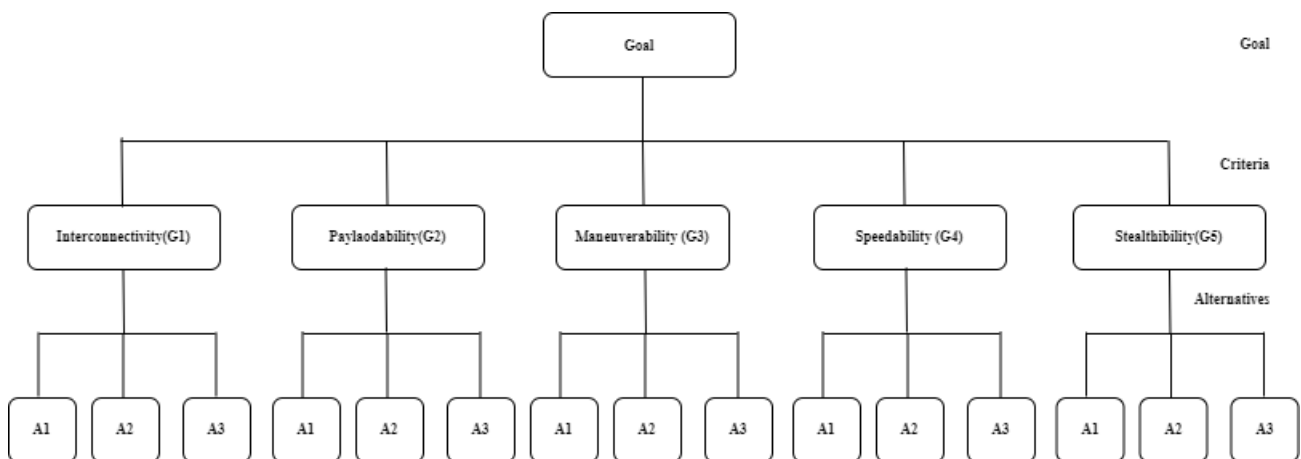 Goal
Goal
Criteria
Interconnectivity(G1)
Paylaodability(G2)
Maneuverability (G3)
Speedability (G4)
Stealthibility(G5)
Alternatives
A1
A2
A3
A1
A2
A3
A1
A2
A3
A1
A2
A3
A1
A2
A3